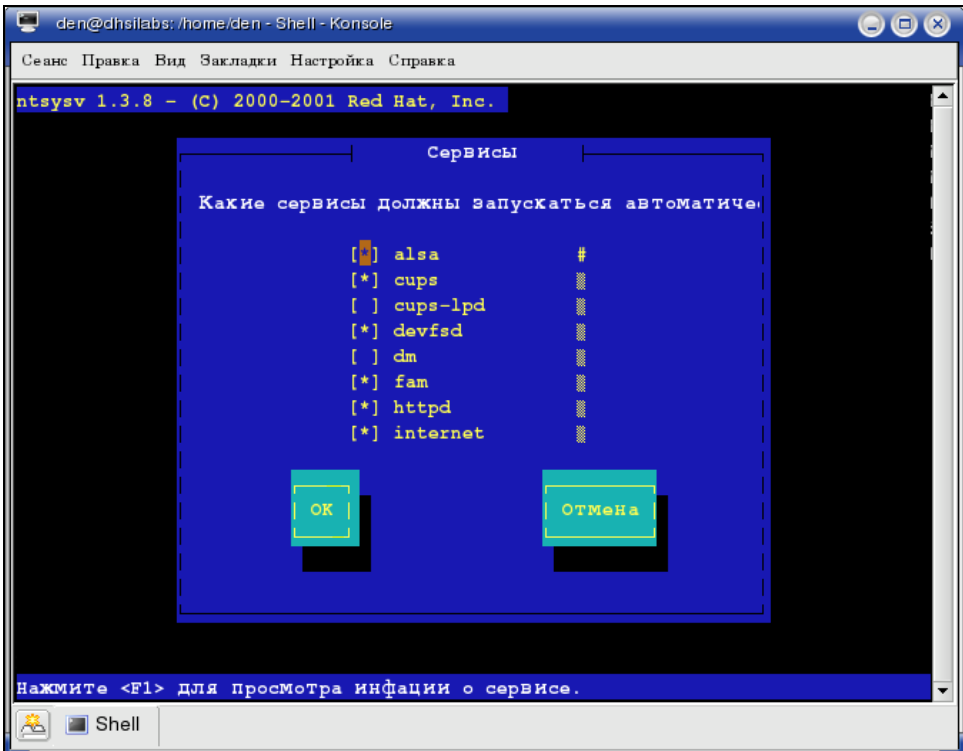 den@dhsilabs: /home/den - Shell - Konsole
Сеанс Правка Вид Закладки Настройка Справка
ntsysv 1.3.8 - (C) 2000-2001 Red Hat, Inc.
Сервисы
Какие сервисы должны запускаться автоматичес
[*] alsa #
[*] cups
[ ] cups-lpd
[*] devfsd
[ ] dm
[*] fam
[*] httpd
[*] internet
OK Отмена
Нажмите <F1> для просмотра инфации о сервисе.
Shell